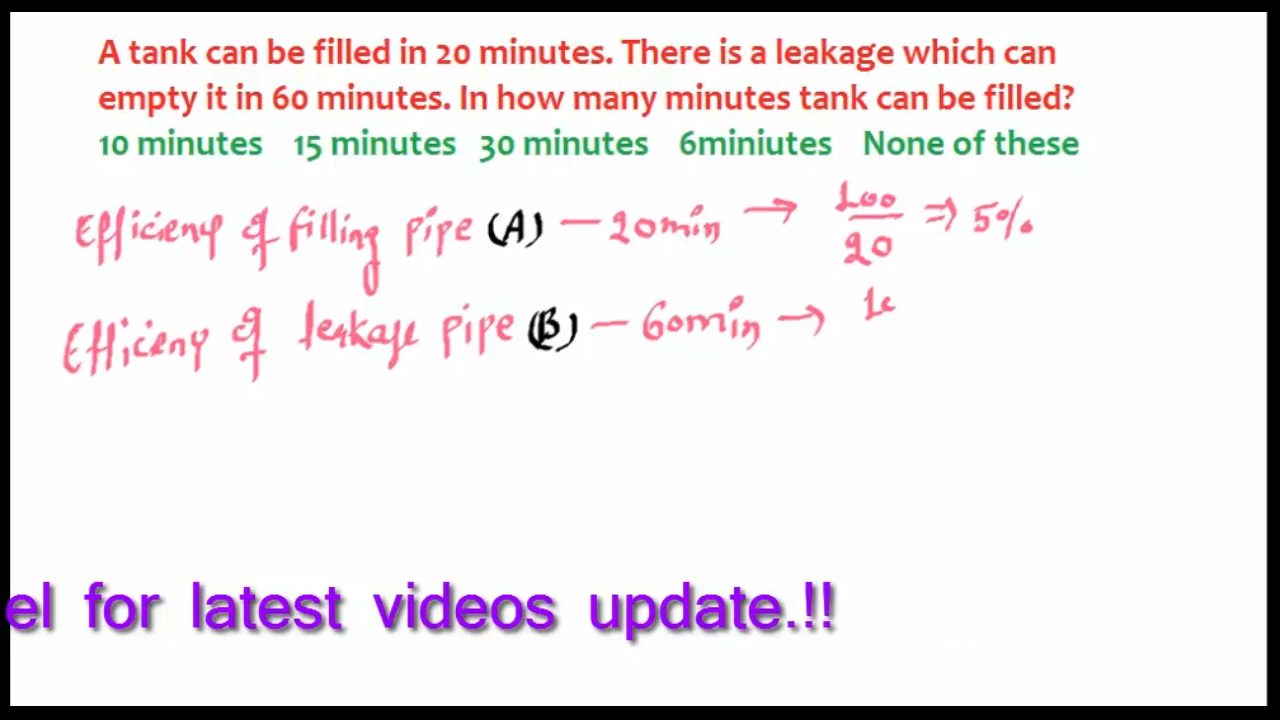 A tank can be filled in 20 minutes. There is a leakage which can
empty it in 60 minutes. In how many minutes tank can be filled?
10 minutes 15 minutes 30 minutes 6miniutes None of these
Efficieny of filling pipe (A) — 20min → 100/20 ⇒ 5%
Efficieny of leakage pipe (B) — 60min → 10
el for latest videos update.!!